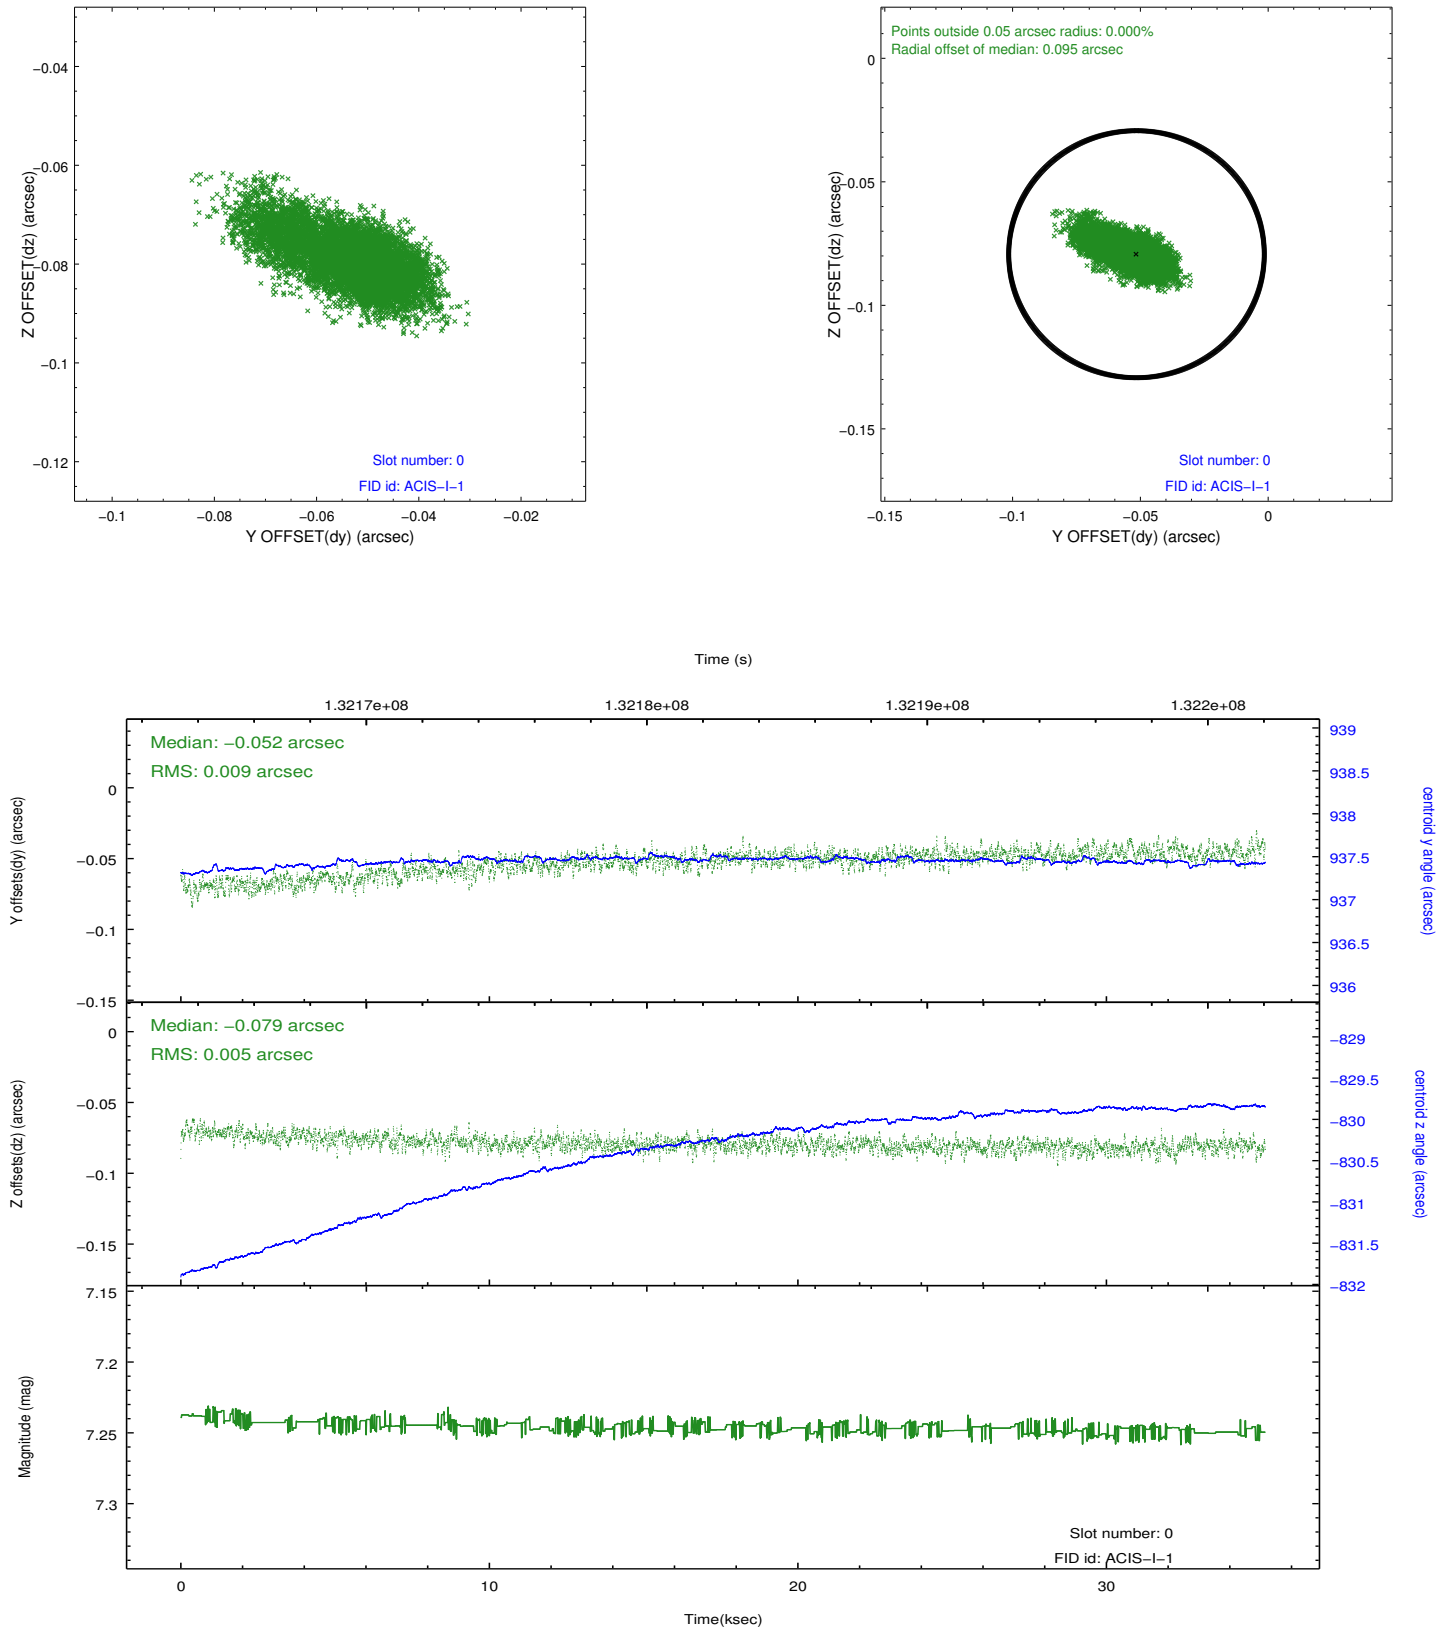 −0.04
−0.06
−0.08
−0.1
−0.12
Z OFFSET(dz) (arcsec)
Slot number: 0
FID id: ACIS−I−1
−0.1
−0.08
−0.06
−0.04
−0.02
Y OFFSET(dy) (arcsec)
Points outside 0.05 arcsec radius: 0.000%
Radial offset of median: 0.095 arcsec
0
−0.05
−0.1
−0.15
Z OFFSET(dz) (arcsec)
Slot number: 0
FID id: ACIS−I−1
−0.15
−0.1
−0.05
0
Y OFFSET(dy) (arcsec)
Time (s)
1.3217e+08
1.3218e+08
1.3219e+08
1.322e+08
Median: −0.052 arcsec
RMS: 0.009 arcsec
0
−0.05
−0.1
−0.15
Y offsets(dy) (arcsec)
939
938.5
938
937.5
937
936.5
936
centroid y angle (arcsec)
Median: −0.079 arcsec
RMS: 0.005 arcsec
0
−0.05
−0.1
−0.15
Z offsets(dz) (arcsec)
−829
−829.5
−830
−830.5
−831
−831.5
−832
centroid z angle (arcsec)
7.15
7.2
7.25
7.3
Magnitude (mag)
Slot number: 0
FID id: ACIS−I−1
0
10
20
30
Time(ksec)